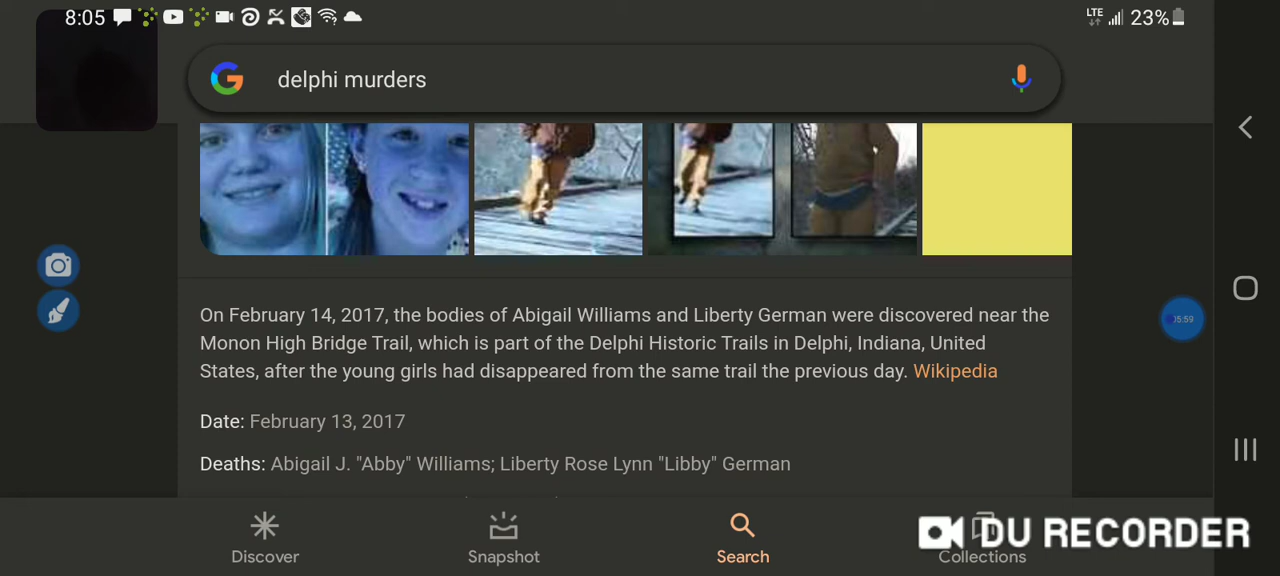 8:05
LTE
23%
delphi murders
On February 14, 2017, the bodies of Abigail Williams and Liberty German were discovered near the
Monon High Bridge Trail, which is part of the Delphi Historic Trails in Delphi, Indiana, United
States, after the young girls had disappeared from the same trail the previous day. Wikipedia
05:59
Date: February 13, 2017
Deaths: Abigail J. "Abby" Williams; Liberty Rose Lynn "Libby" German
Discover
Snapshot
Search
Collections
DU RECORDER